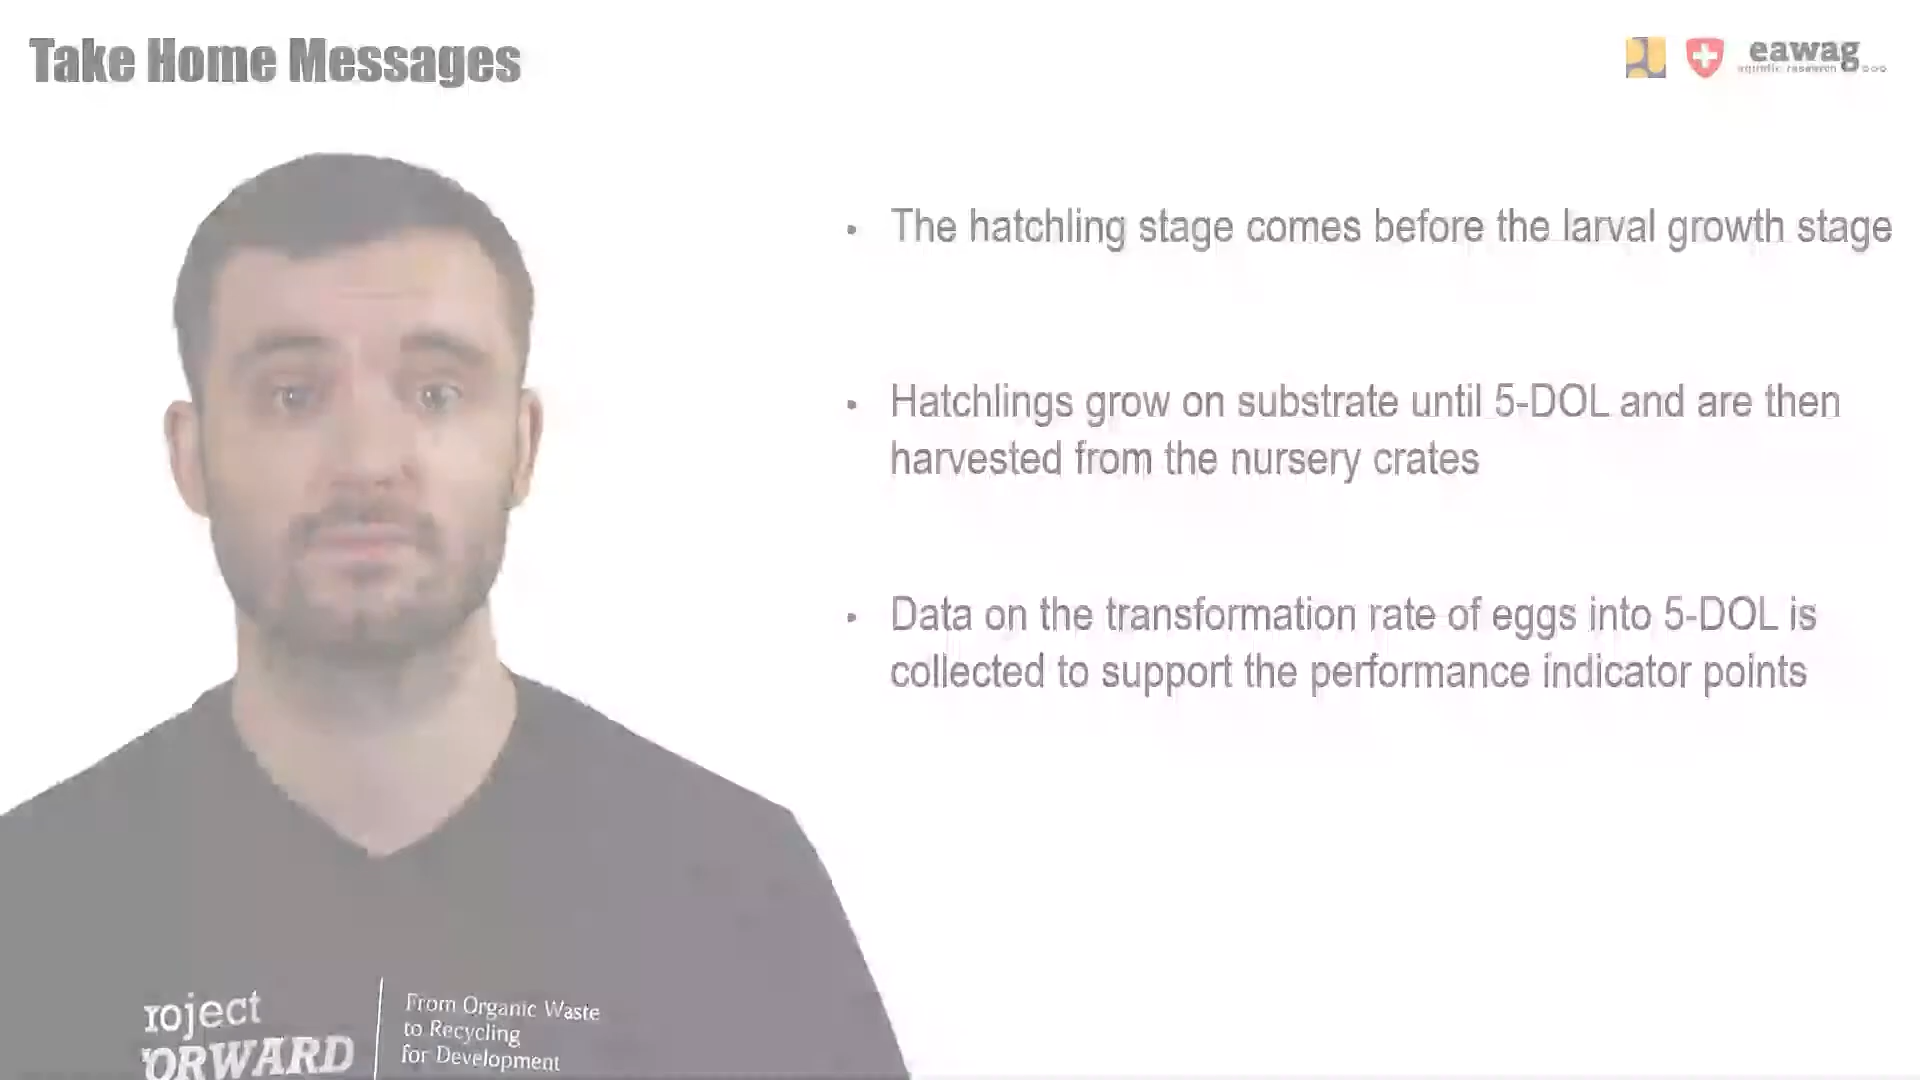 Take Home Messages
eawag
aquatic research
• The hatchling stage comes before the larval growth stage
• Hatchlings grow on substrate until 5-DOL and are then
harvested from the nursery crates
• Data on the transformation rate of eggs into 5-DOL is
collected to support the performance indicator points
roject
ORWARD
From Organic Waste
to Recycling
for Development